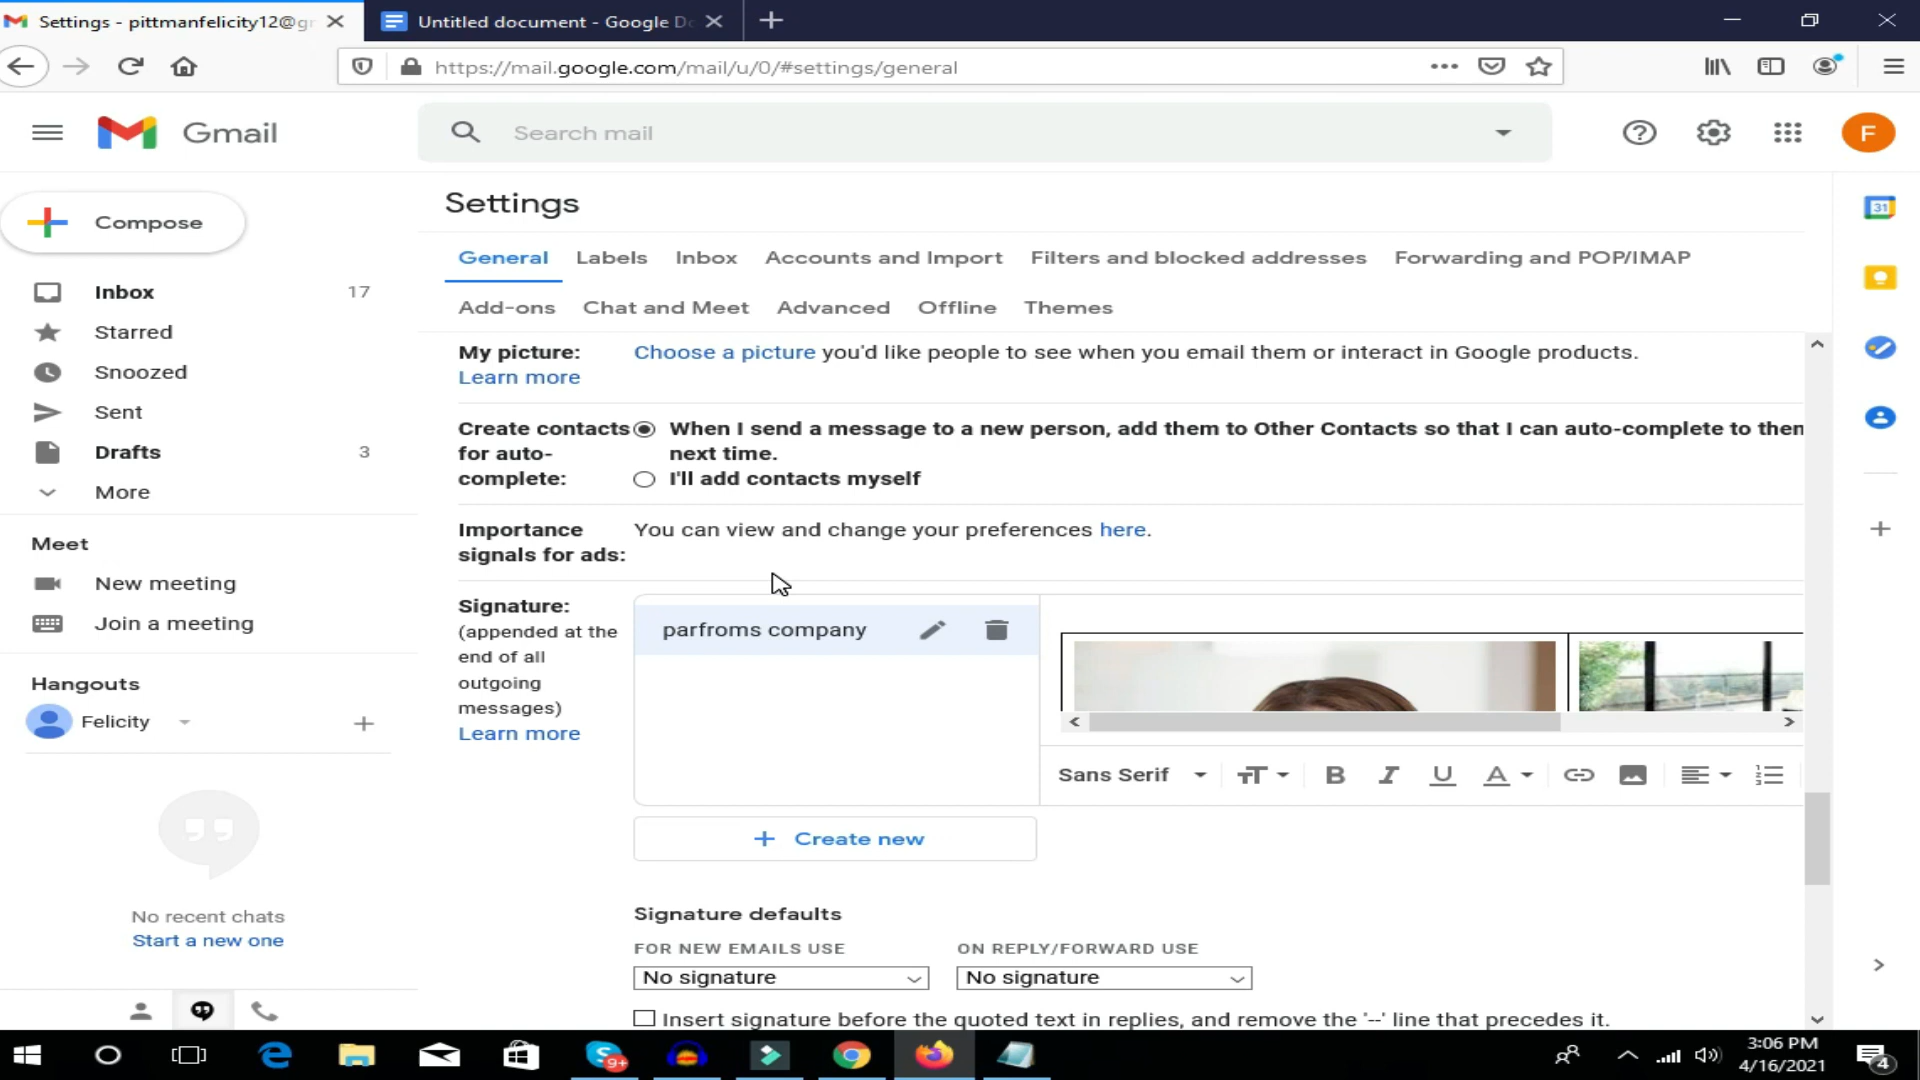 Settings - pittmanfelicity12@gr
Untitled document - Google Do
https://mail.google.com/mail/u/0/#settings/general
Gmail
Search mail
F
Compose
Inbox 17
Starred
Snoozed
Sent
Drafts 3
More
Meet
New meeting
Join a meeting
Hangouts
Felicity
No recent chats
Start a new one
Settings
General Labels Inbox Accounts and Import Filters and blocked addresses Forwarding and POP/IMAP
Add-ons Chat and Meet Advanced Offline Themes
My picture: Choose a picture you'd like people to see when you email them or interact in Google products.
Learn more
Create contacts When I send a message to a new person, add them to Other Contacts so that I can auto-complete to then
for auto- next time.
complete: I'll add contacts myself
Importance You can view and change your preferences here.
signals for ads:
Signature:
(appended at the
end of all
outgoing
messages)
Learn more
parfroms company
Sans Serif
Create new
Signature defaults
FOR NEW EMAILS USE ON REPLY/FORWARD USE
No signature No signature
Insert signature before the quoted text in replies, and remove the '--' line that precedes it.
31
9+
3:06 PM
4/16/2021
4